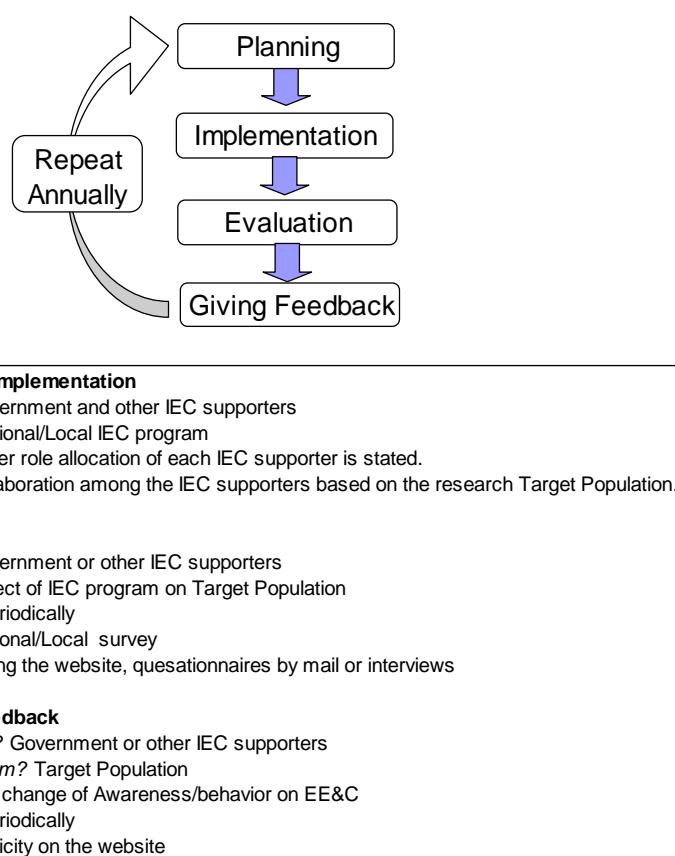 Planning
Implementation
Repeat
Annually
Evaluation
Giving Feedback
mplementation
ernment and other IEC supporters
ional/Local IEC program
er role allocation of each IEC supporter is stated.
aboration among the IEC supporters based on the research Target Population.
ernment or other IEC supporters
ect of IEC program on Target Population
riodically
onal/Local survey
ng the website, quesationnaires by mail or interviews
dback
? Government or other IEC supporters
m? Target Population
change of Awareness/behavior on EE&C
riodically
icity on the website